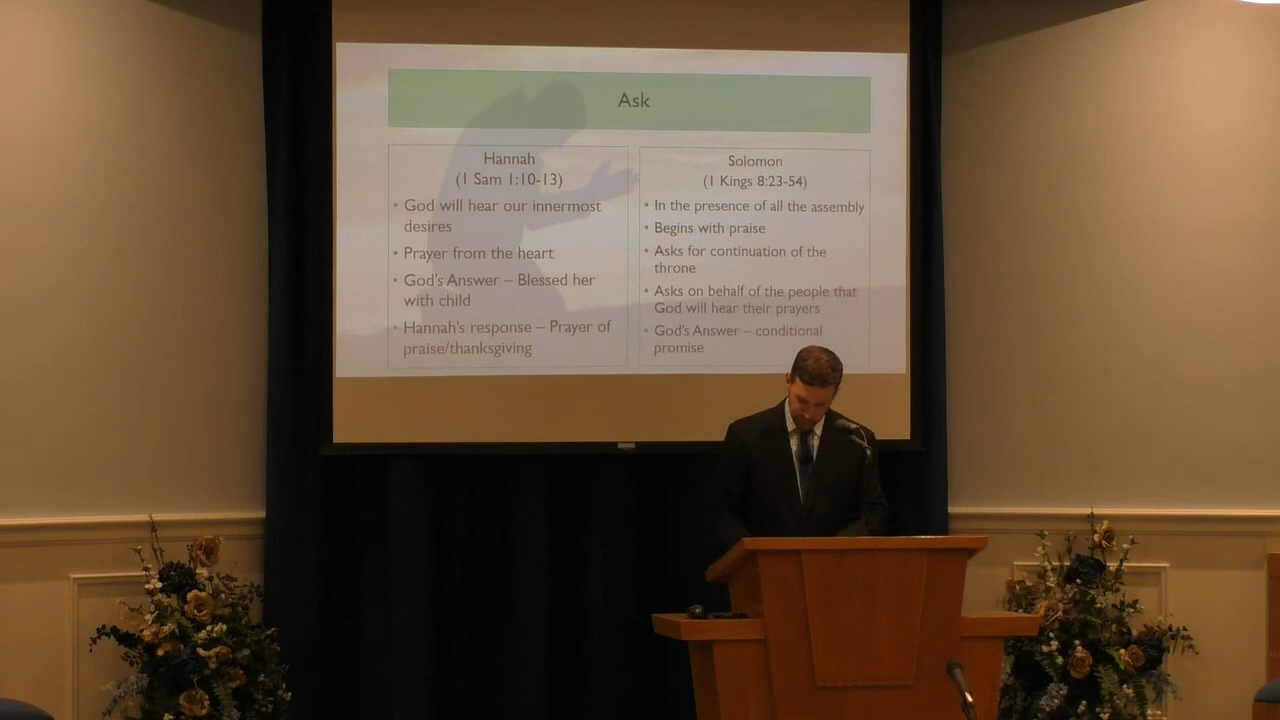 Ask
Hannah
(1 Sam 1:10-13)
• God will hear our innermost
desires
• Prayer from the heart
• God's Answer – Blessed her
with child
• Hannah's response – Prayer of
praise/thanksgiving
Solomon
(1 Kings 8:23-54)
• In the presence of all the assembly
• Begins with praise
• Asks for continuation of the
throne
• Asks on behalf of the people that
God will hear their prayers
• God's Answer – conditional
promise